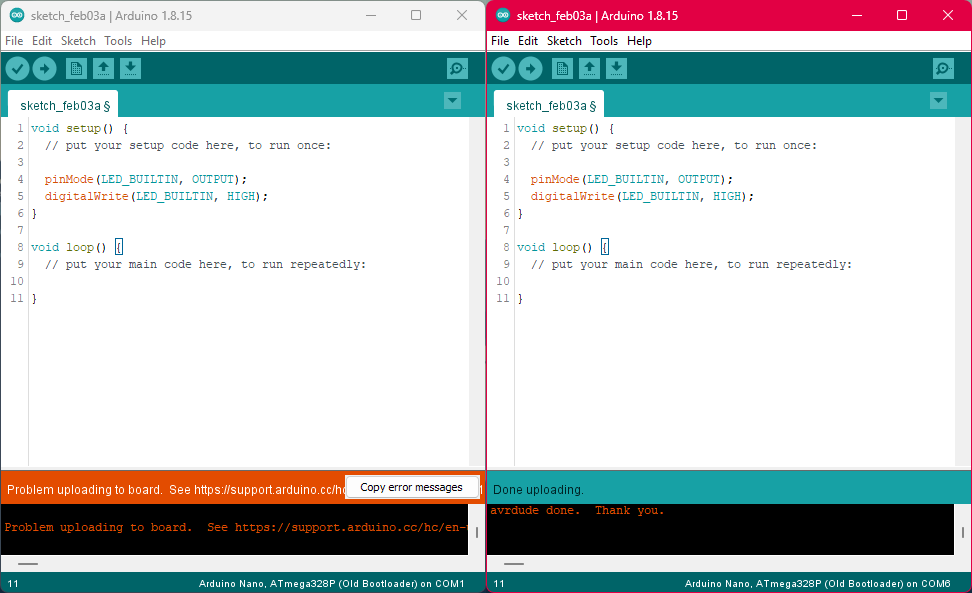 sketch_feb03a | Arduino 1.8.15
File Edit Sketch Tools Help
sketch_feb03a §
1 void setup() {
2 // put your setup code here, to run once:
3
4 pinMode(LED_BUILTIN, OUTPUT);
5 digitalWrite(LED_BUILTIN, HIGH);
6 }
7
8 void loop() {
9 // put your main code here, to run repeatedly:
10
11 }
Problem uploading to board. See https://support.arduino.cc/hc
Copy error messages
Problem uploading to board. See https://support.arduino.cc/hc/en-
11 Arduino Nano, ATmega328P (Old Bootloader) on COM1
sketch_feb03a | Arduino 1.8.15
File Edit Sketch Tools Help
sketch_feb03a §
1 void setup() {
2 // put your setup code here, to run once:
3
4 pinMode(LED_BUILTIN, OUTPUT);
5 digitalWrite(LED_BUILTIN, HIGH);
6 }
7
8 void loop() {
9 // put your main code here, to run repeatedly:
10
11 }
Done uploading.
avrdude done. Thank you.
11 Arduino Nano, ATmega328P (Old Bootloader) on COM6